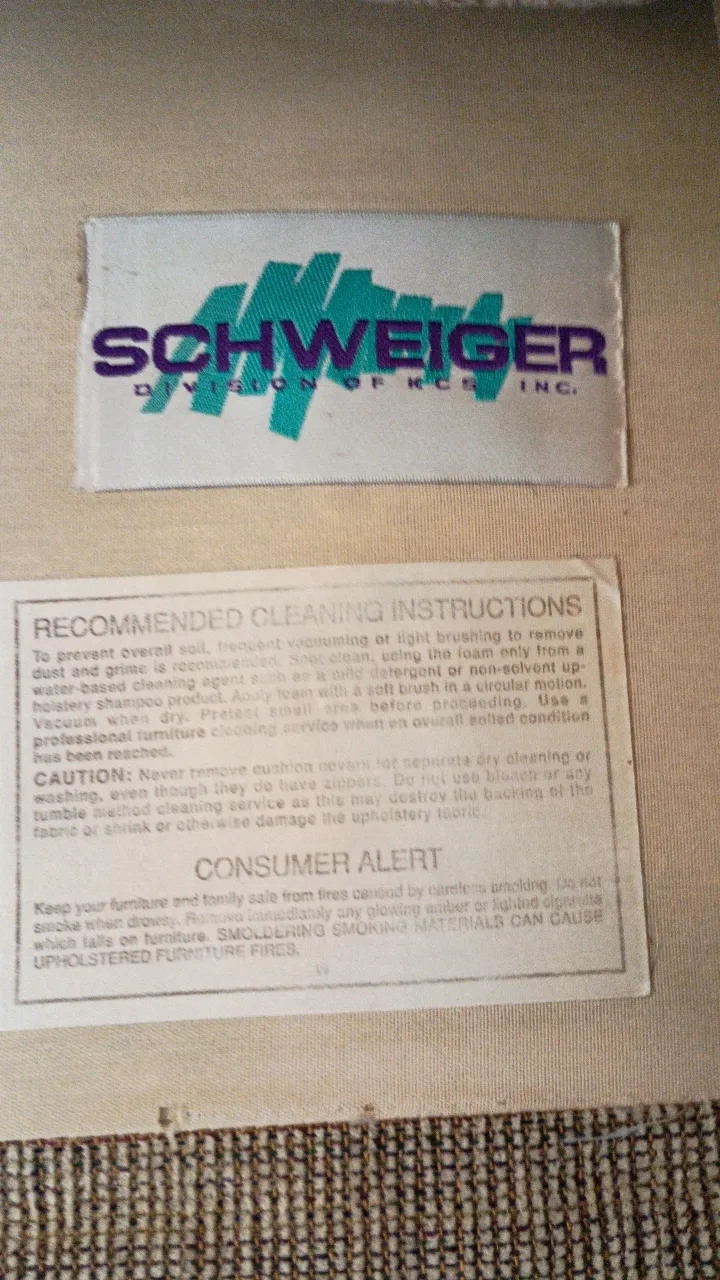 SCHWEIGER
DIVISION OF KCS INC.
RECOMMENDED CLEANING INSTRUCTIONS
To prevent overall soil, frequent vacuuming or light brushing to remove
dust and grime is recommended. Spot clean, using the foam only from a
water-based cleaning agent such as a mild detergent or non-solvent up-
holstery shampoo product. Apply foam with a soft brush in a circular motion.
Vacuum when dry. Pretest small area before proceeding. Use a
professional furniture cleaning service when an overall soiled condition
has been reached.
CAUTION: Never remove cushion covers for separate dry cleaning or
washing, even though they do have zippers. Do not use bleach or any
tumble method cleaning service as this may destroy the backing of the
fabric or shrink or otherwise damage the upholstery fabric.
CONSUMER ALERT
Keep your furniture and family safe from fires caused by careless smoking. Do not
smoke when drowsy. Remove immediately any glowing amber or lighted cigarette
which falls on furniture. SMOLDERING SMOKING MATERIALS CAN CAUSE
UPHOLSTERED FURNITURE FIRES.